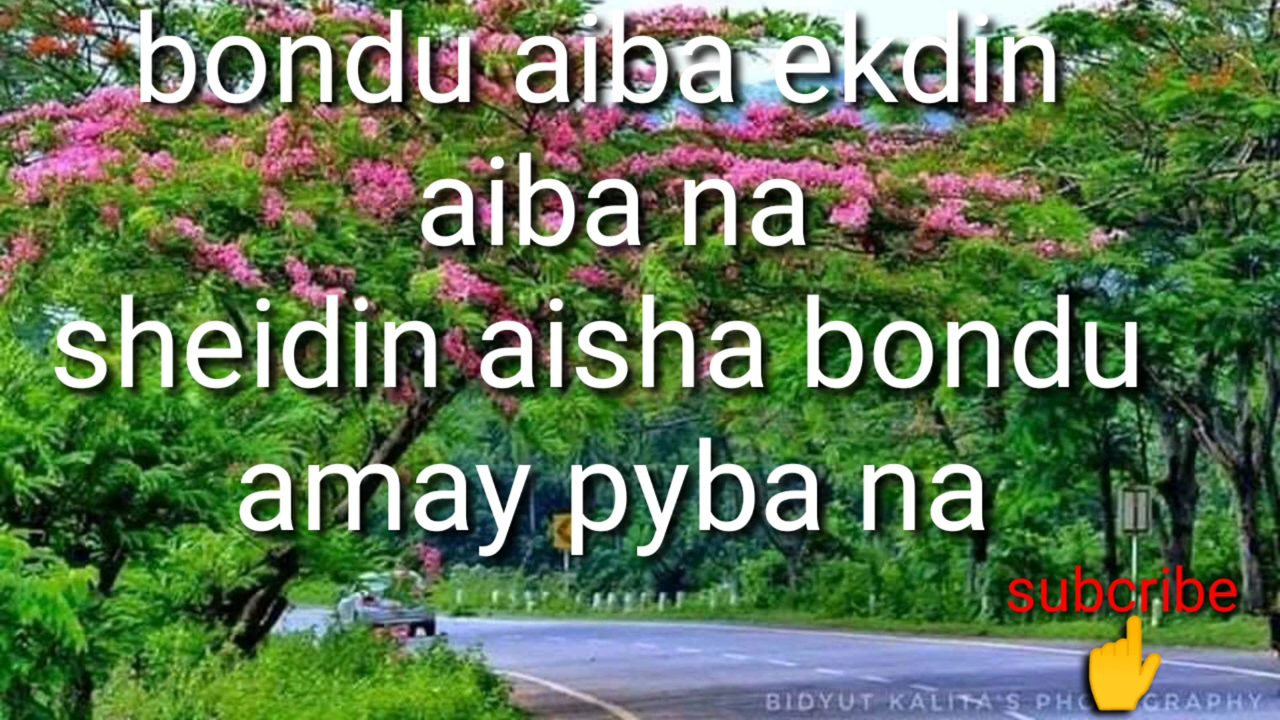 bondu aiba ekdin
aiba na
sheidin aisha bondu
amay pyba na
subcribe
BIDYUT KALITA'S PHOTOGRAPHY